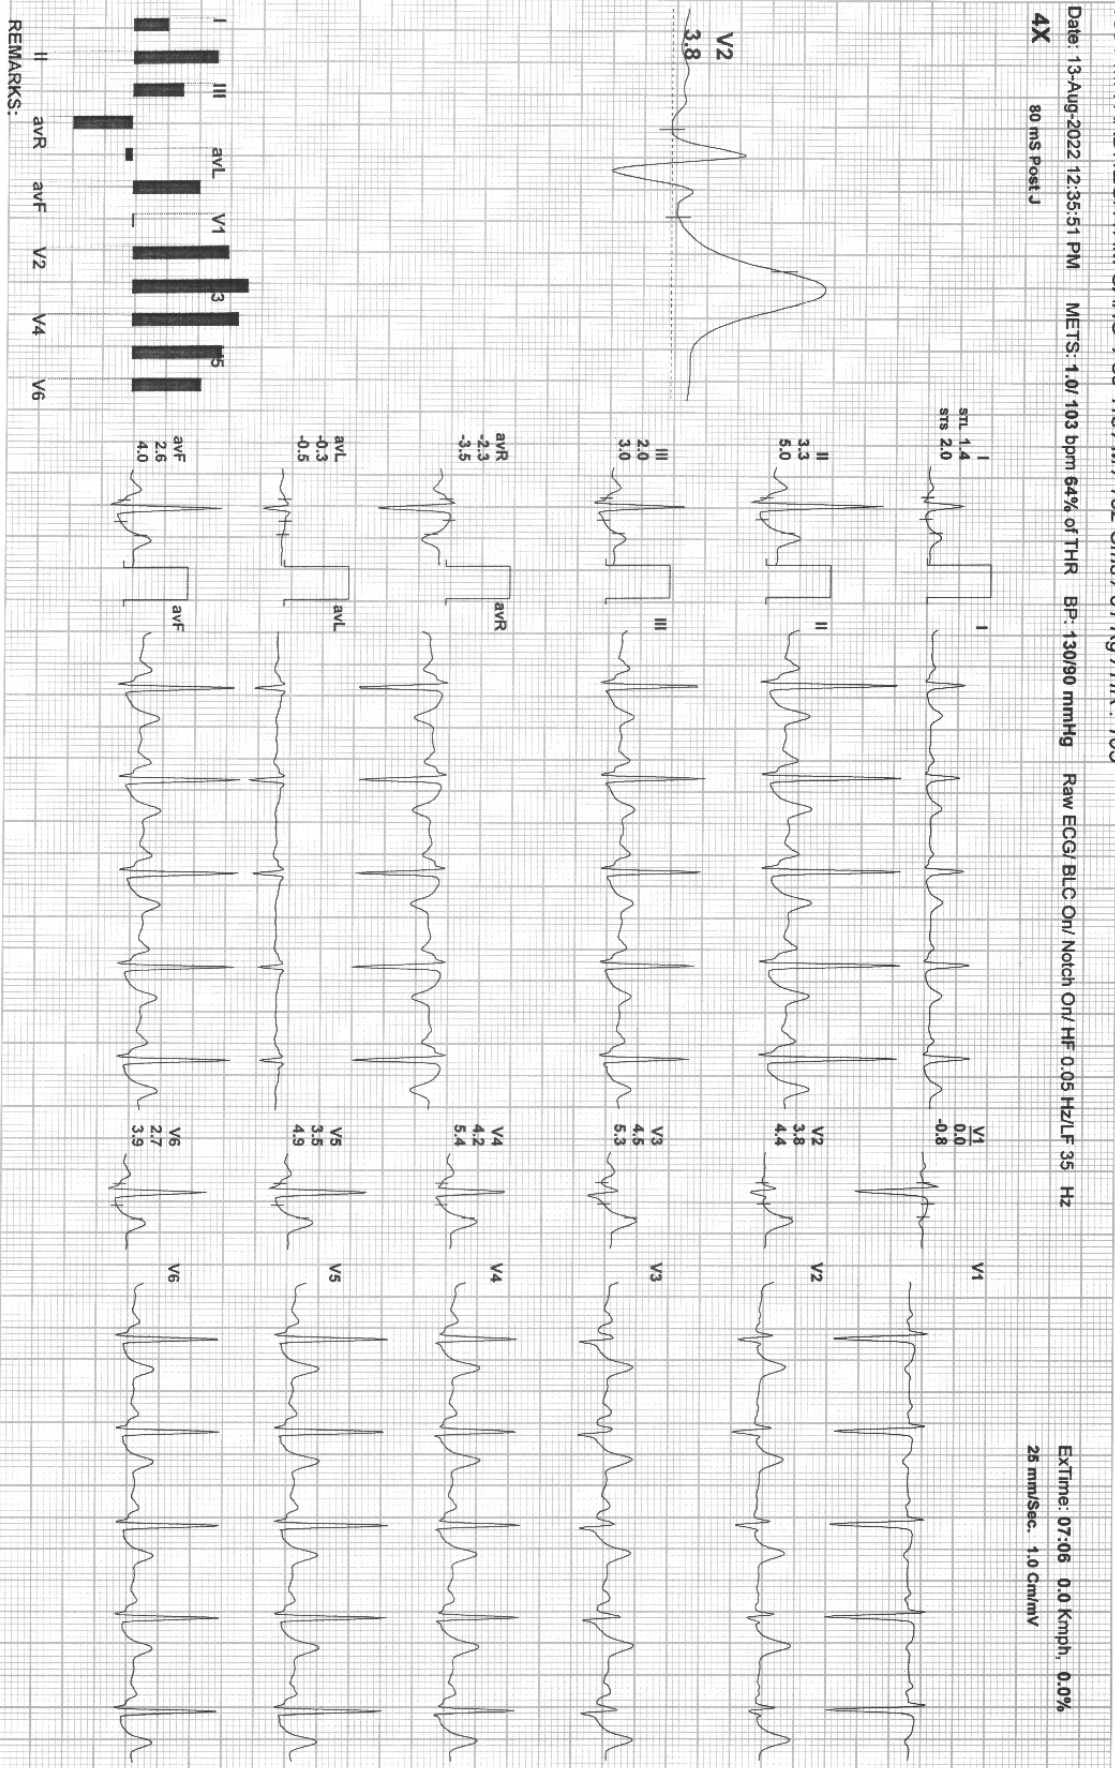 Date: 13-Aug-2022 12:35:51 PM METS: 1.0/ 103 bpm 64% of THR BP: 130/90 mmHg Raw ECG/ BLC On/ Notch On/ HF 0.05 Hz/LF 35 Hz
ExTime: 07:06 0.0 Kmph, 0.0%
4X
80 mS Post J
25 mm/Sec. 1.0 Cm/mV
V2
3.8
I
STL 1.4
STS 2.0
I
V1
0.0
-0.8
V1
II
3.3
5.0
II
V2
3.8
4.4
V2
III
2.0
3.0
III
V3
4.5
5.3
V3
avR
-2.3
-3.5
avR
V4
4.2
5.4
V4
avL
-0.3
-0.5
avL
V5
3.5
4.9
V5
avF
2.6
4.0
avF
V6
2.7
3.9
V6
I III avL V1 3 5
II avR avF V2 V4 V6
REMARKS: